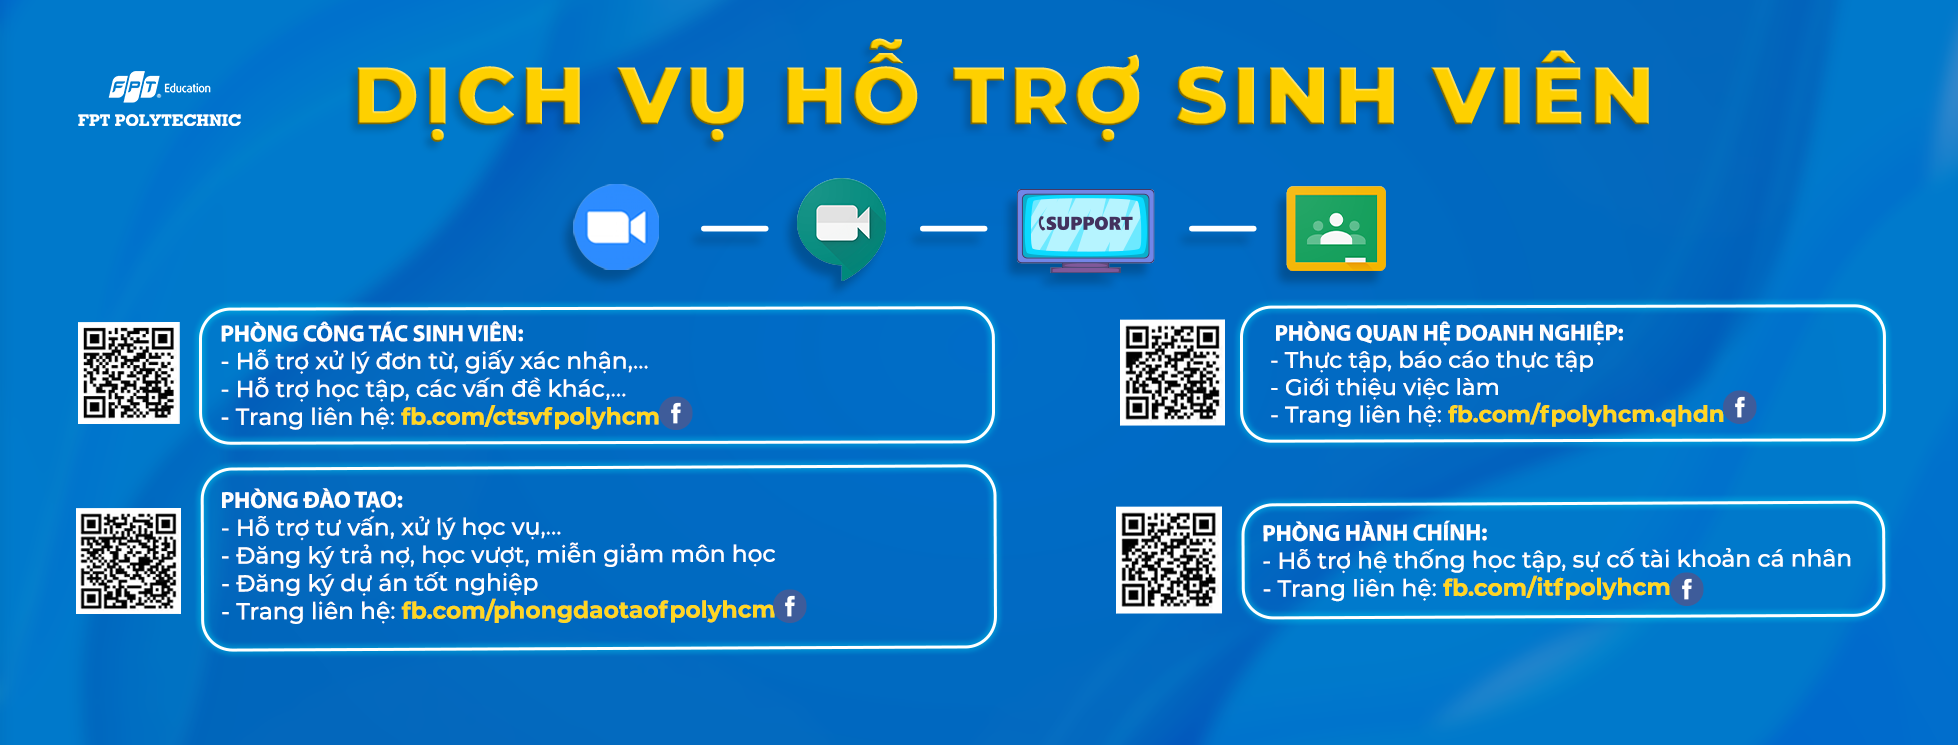 FPT Education
FPT POLYTECHNIC
DỊCH VỤ HỖ TRỢ SINH VIÊN
SUPPORT
PHÒNG CÔNG TÁC SINH VIÊN:
- Hỗ trợ xử lý đơn từ, giấy xác nhận,...
- Hỗ trợ học tập, các vấn đề khác,...
- Trang liên hệ: fb.com/ctsvfpolyhcm
PHÒNG ĐÀO TẠO:
- Hỗ trợ tư vấn, xử lý học vụ,...
- Đăng ký trả nợ, học vượt, miễn giảm môn học
- Đăng ký dự án tốt nghiệp
- Trang liên hệ: fb.com/phongdaotaofpolyhcm
PHÒNG QUAN HỆ DOANH NGHIỆP:
- Thực tập, báo cáo thực tập
- Giới thiệu việc làm
- Trang liên hệ: fb.com/fpolyhcm.qhdn
PHÒNG HÀNH CHÍNH:
- Hỗ trợ hệ thống học tập, sự cố tài khoản cá nhân
- Trang liên hệ: fb.com/itfpolyhcm